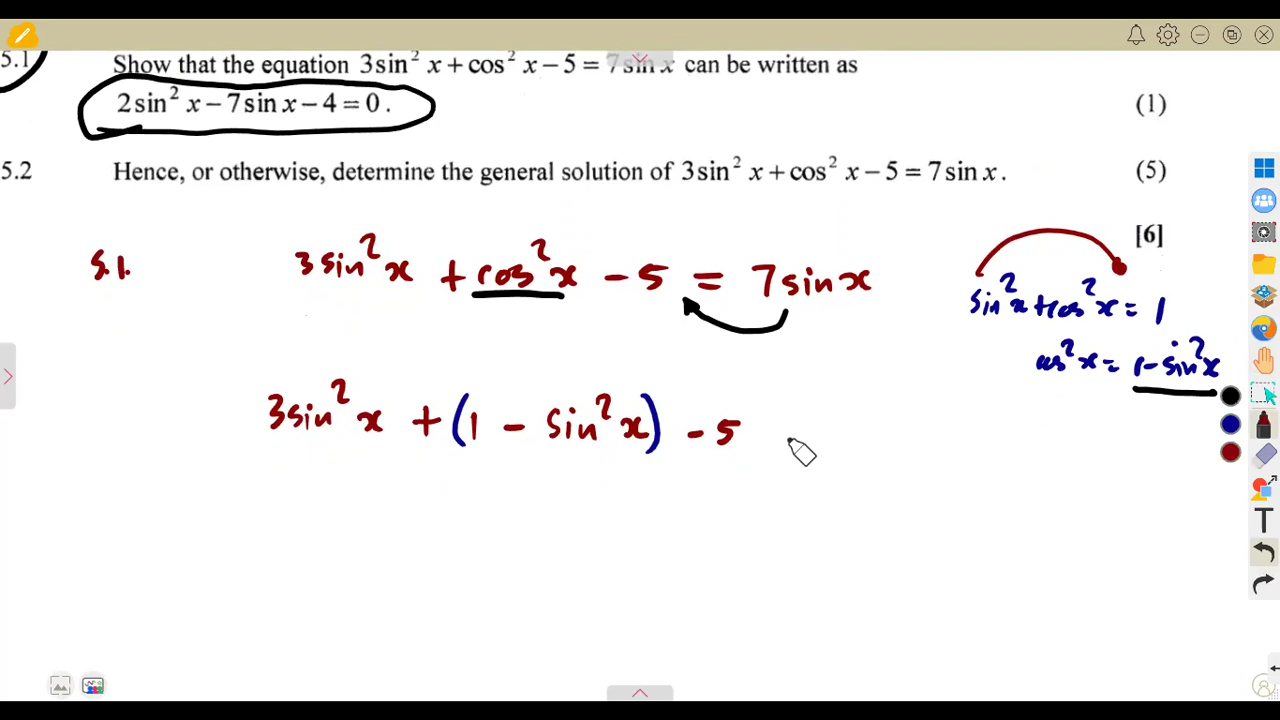 5.1 Show that the equation 3sin² x + cos² x − 5 = 7sin x can be written as
2sin² x − 7sin x − 4 = 0. (1)
5.2 Hence, or otherwise, determine the general solution of 3sin² x + cos² x − 5 = 7sin x. (5)
[6]
5.1. 3sin²x + cos²x − 5 = 7sinx
sin²x + cos²x = 1
cos²x = 1 − sin²x
3sin²x + (1 − sin²x) − 5
T